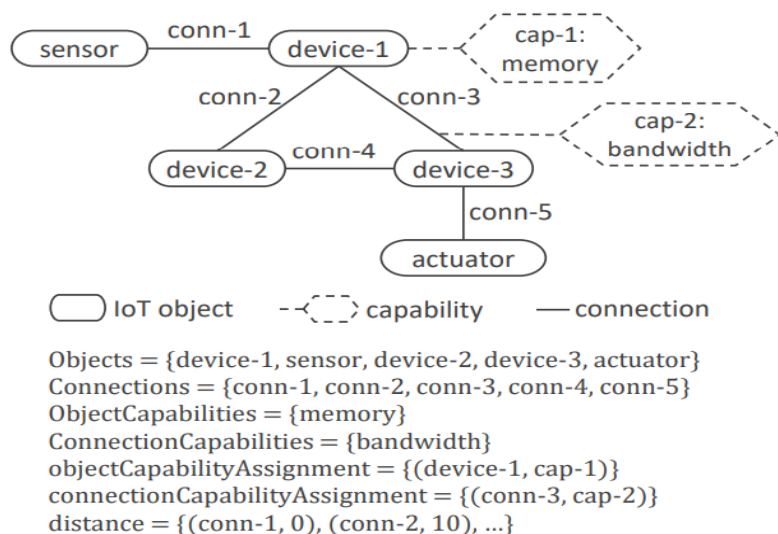 sensor
conn-1
device-1
cap-1:
memory
conn-2
conn-3
cap-2:
bandwidth
device-2
conn-4
device-3
conn-5
actuator
IoT object
capability
connection
Objects = {device-1, sensor, device-2, device-3, actuator}
Connections = {conn-1, conn-2, conn-3, conn-4, conn-5}
ObjectCapabilities = {memory}
ConnectionCapabilities = {bandwidth}
objectCapabilityAssignment = {(device-1, cap-1)}
connectionCapabilityAssignment = {(conn-3, cap-2)}
distance = {(conn-1, 0), (conn-2, 10), ...}